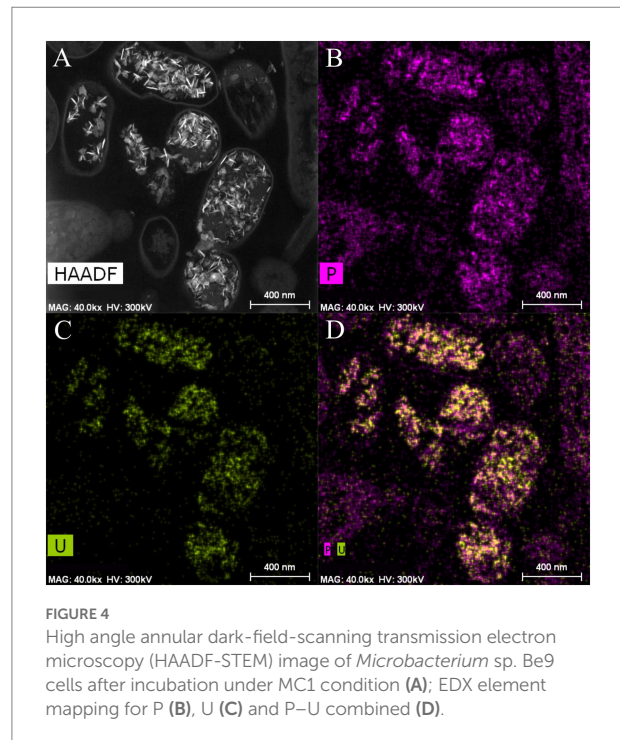 A
HAADF
MAG: 40.0kx HV: 300kV
400 nm
B
P
MAG: 40.0kx HV: 300kV
400 nm
C
U
MAG: 40.0kx HV: 300kV
400 nm
D
P U
MAG: 40.0kx HV: 300kV
400 nm
FIGURE 4
High angle annular dark-field-scanning transmission electron
microscopy (HAADF-STEM) image of Microbacterium sp. Be9
cells after incubation under MC1 condition (A); EDX element
mapping for P (B), U (C) and P–U combined (D).